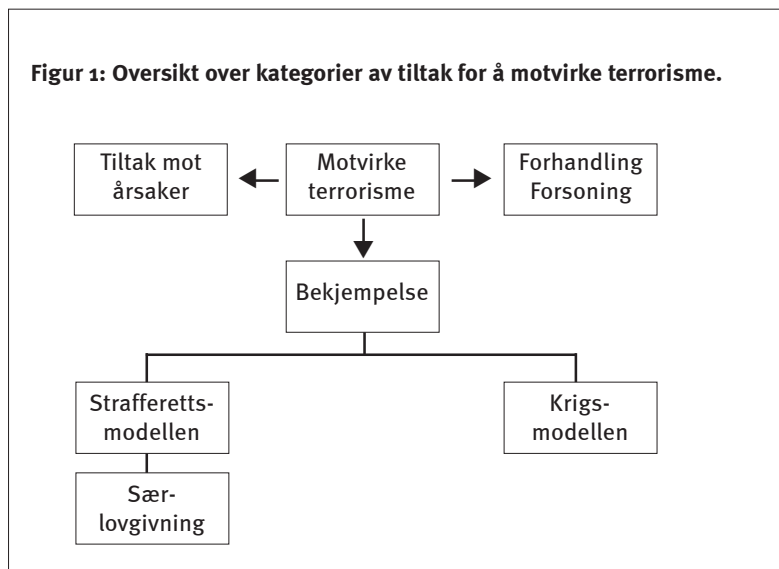 Figur 1: Oversikt over kategorier av tiltak for å motvirke terrorisme.
Tiltak mot
årsaker
Motvirke
terrorisme
Forhandling
Forsoning
Bekjempelse
Strafferetts-
modellen
Krigs-
modellen
Sær-
lovgivning